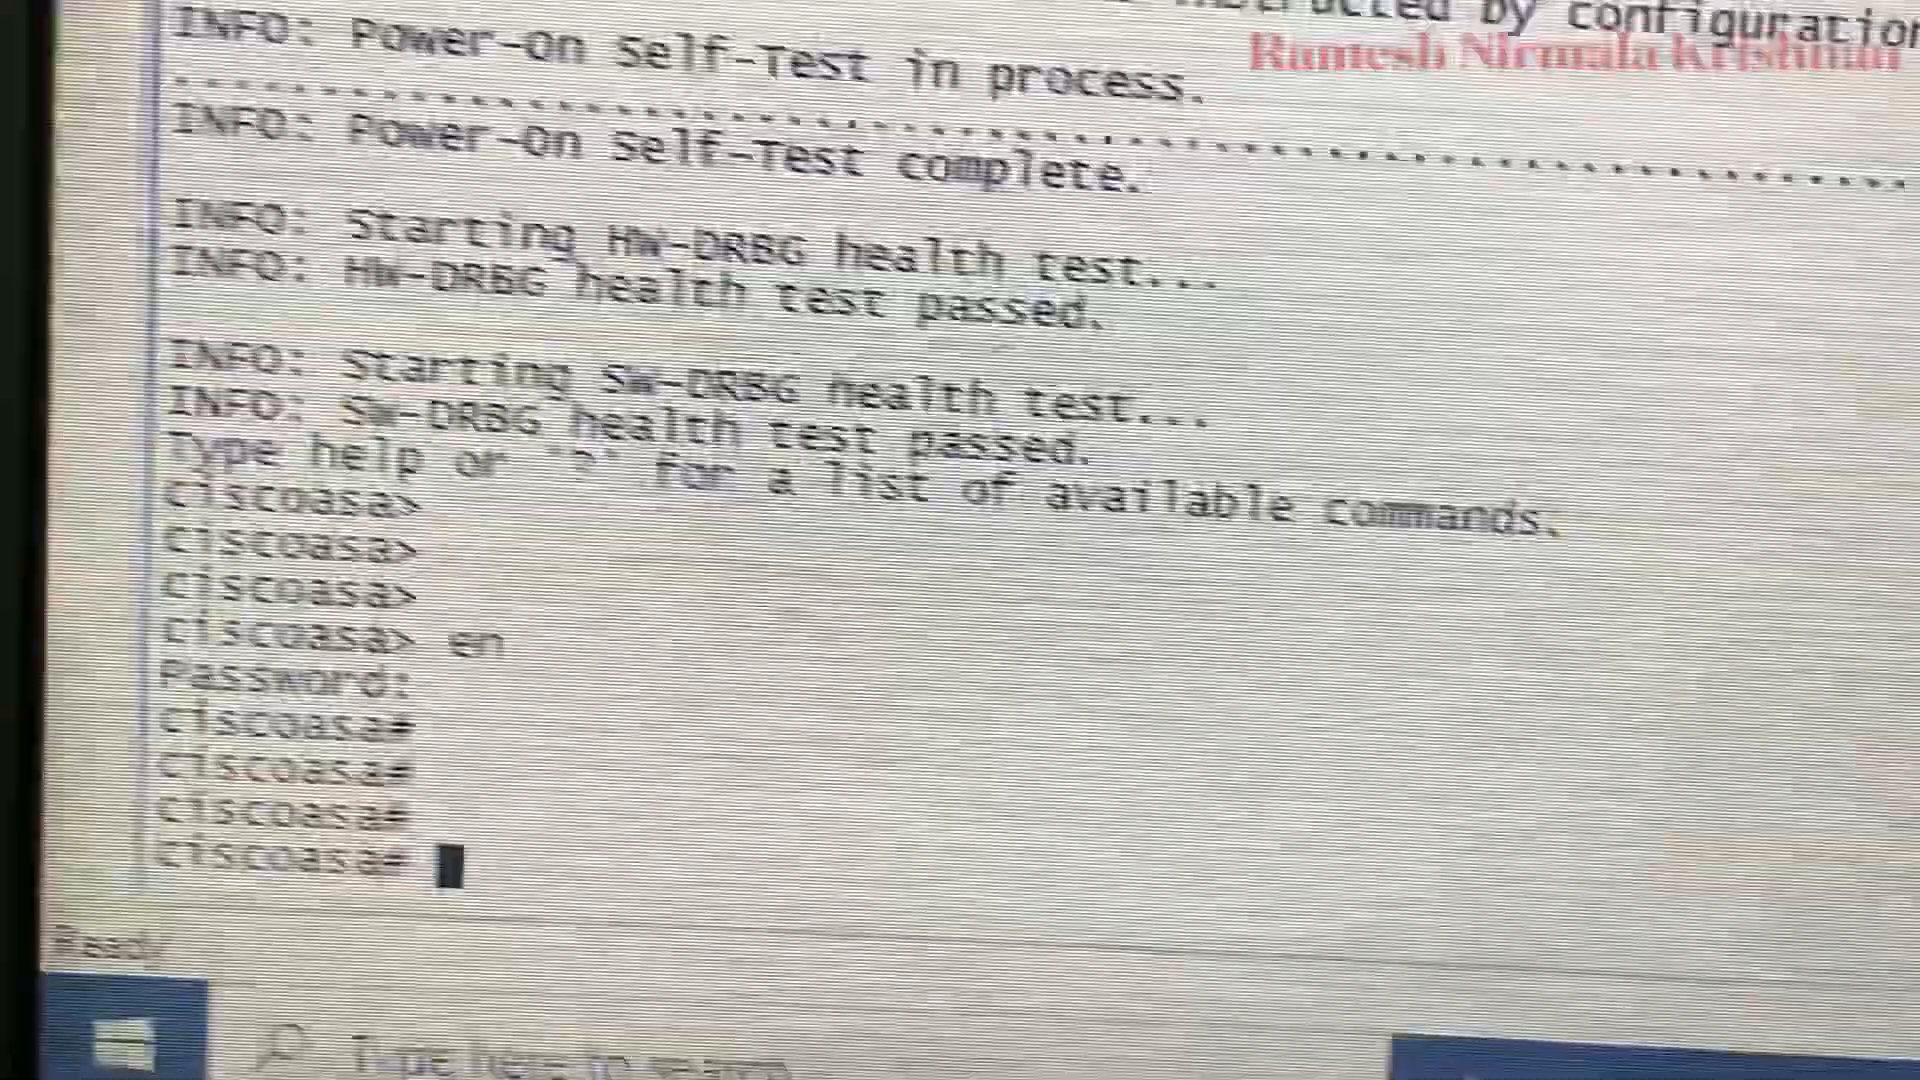 by configuration
Ramesh Nirmala Krishnan
INFO: Power-On Self-Test in process.
INFO: Power-On Self-Test complete.
INFO: Starting HW-DRBG health test...
INFO: HW-DRBG health test passed.
INFO: Starting SW-DRBG health test...
INFO: SW-DRBG health test passed.
Type help or '?' for a list of available commands.
ciscoasa>
ciscoasa>
ciscoasa>
ciscoasa> en
Password:
ciscoasa#
ciscoasa#
ciscoasa#
ciscoasa#
Ready
Type here to search